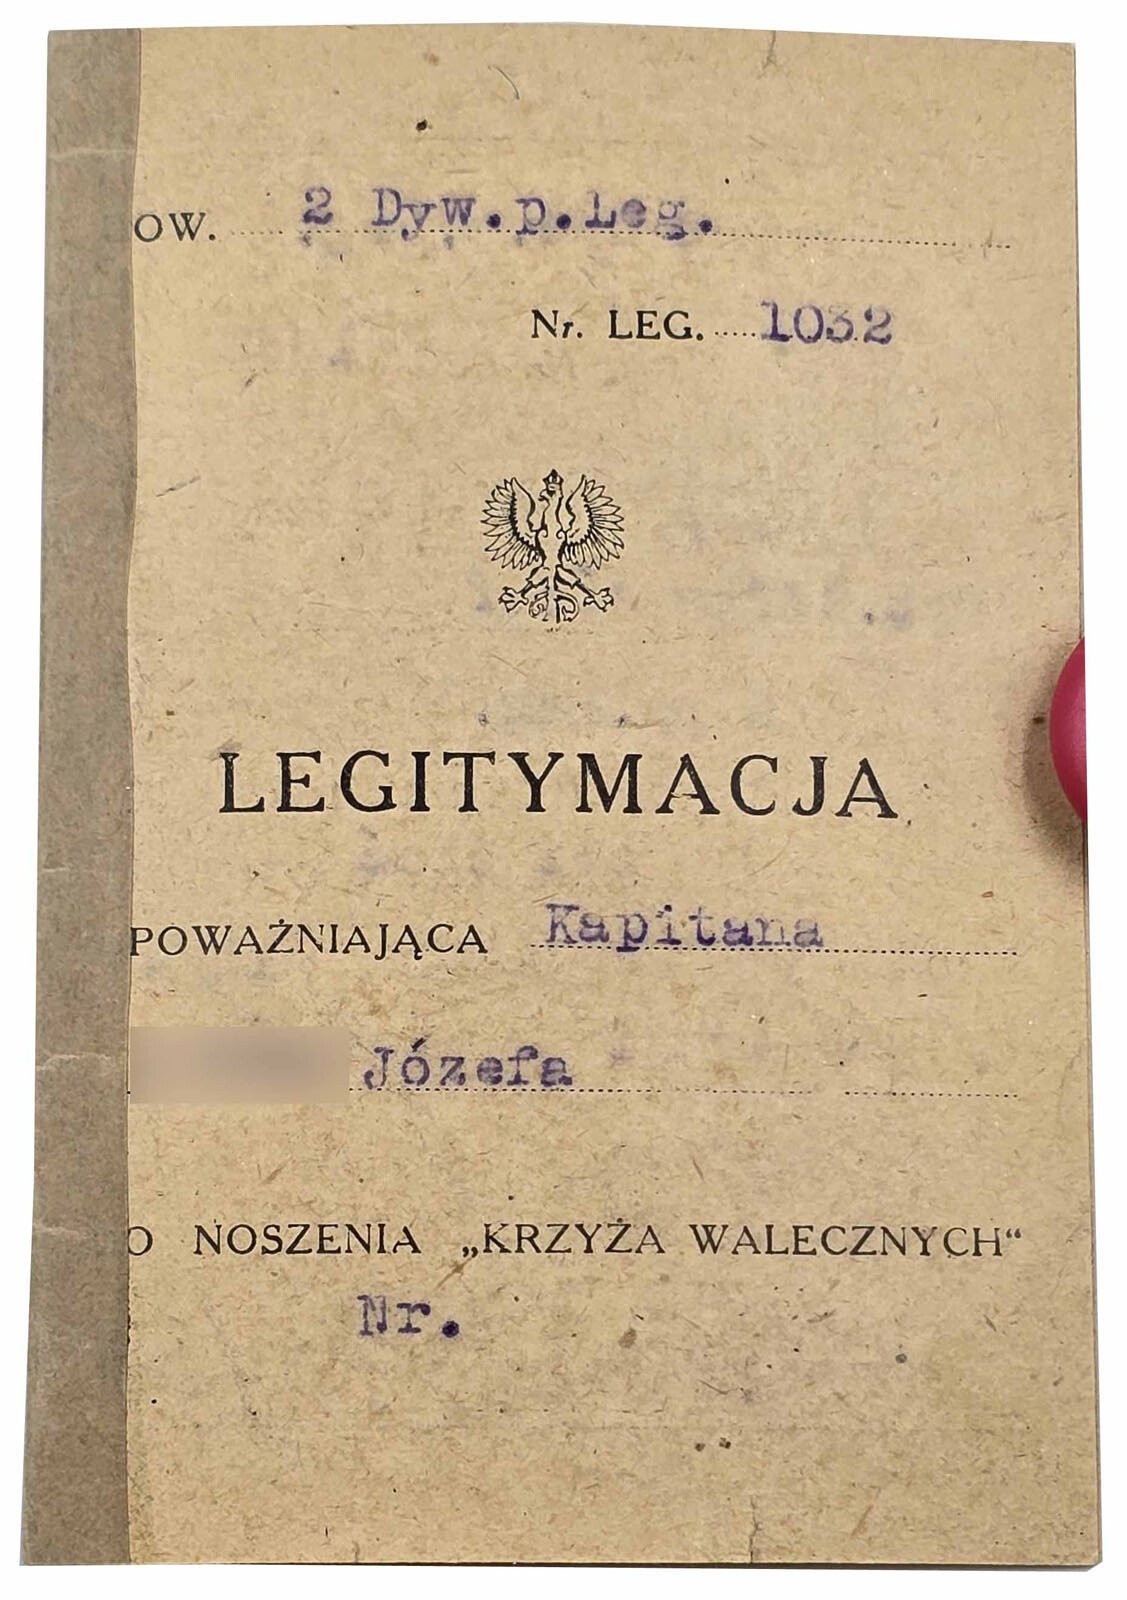 OW. 2 Dyw.p.Leg.
Nr. LEG. 1032
LEGITYMACJA
POWAŻNIAJĄCA Kapitana
Józefa
O NOSZENIA „KRZYŻA WALECZNYCH“
Nr.